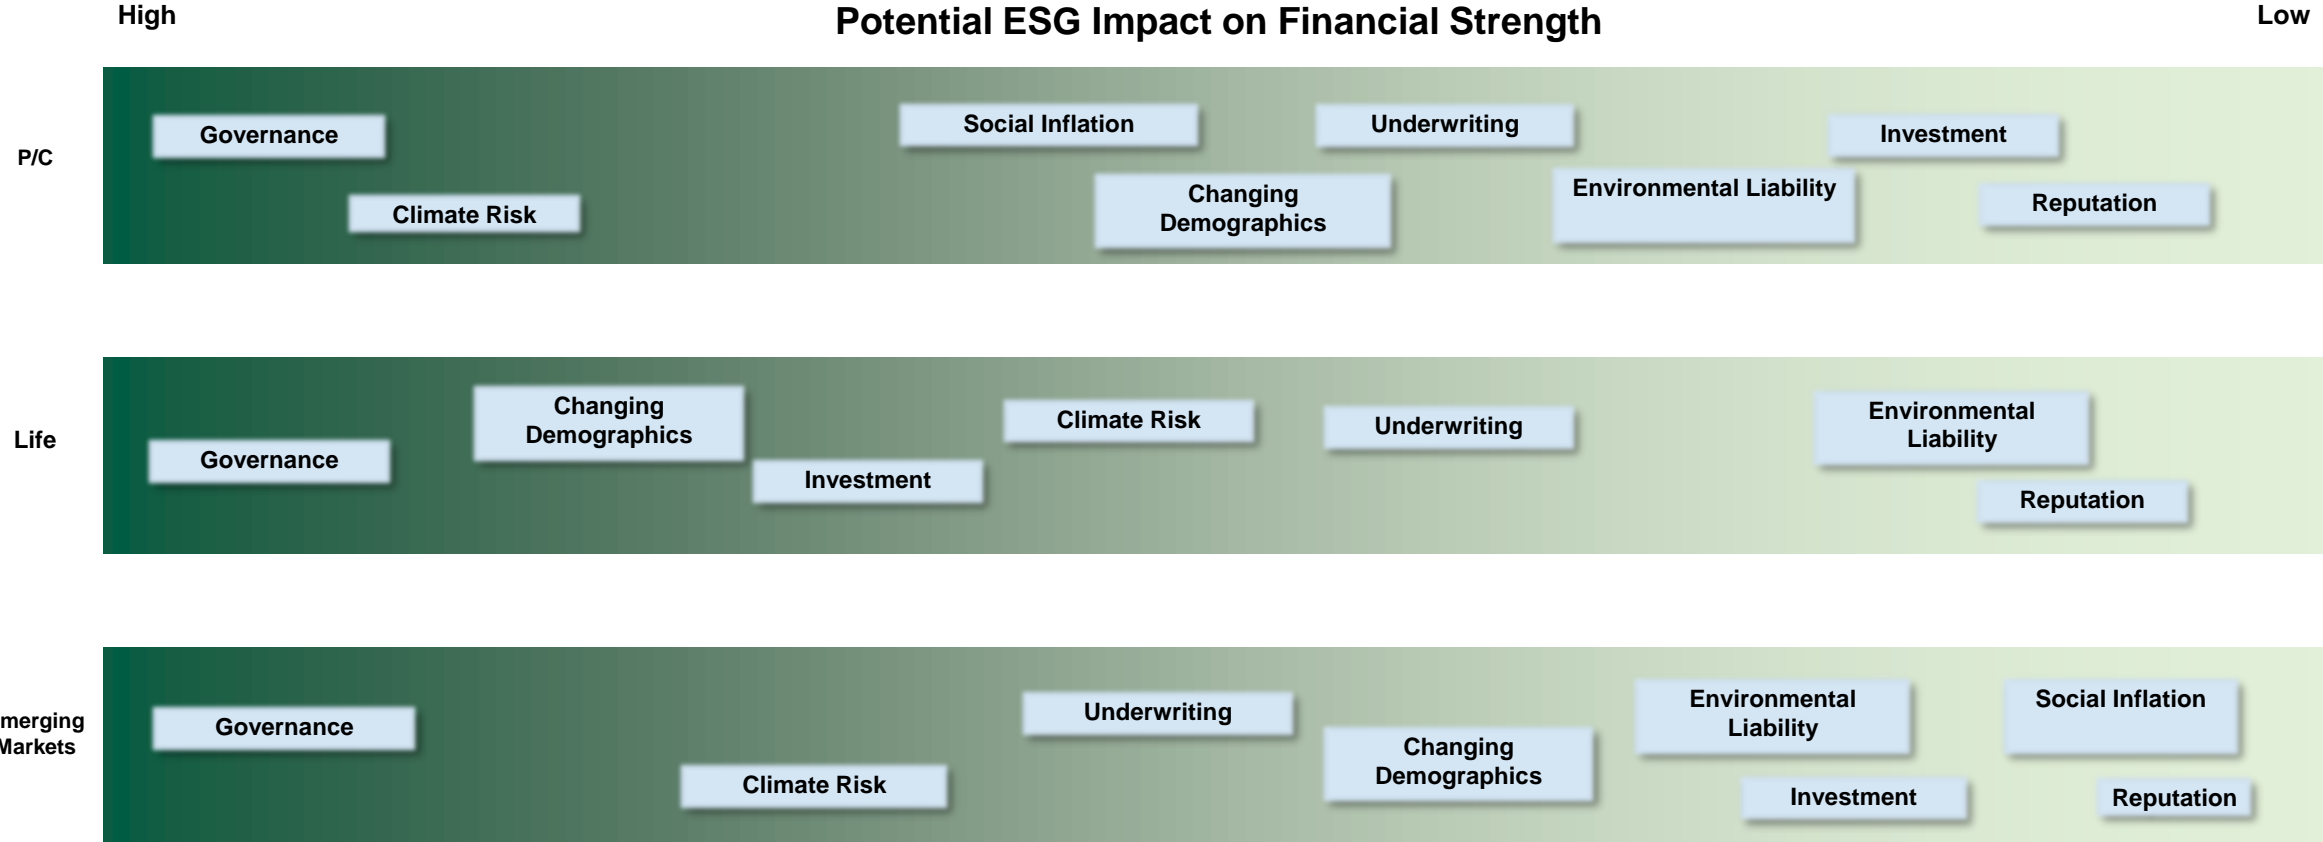 High
Potential ESG Impact on Financial Strength
Low
P/C
Governance
Climate Risk
Social Inflation
Changing
Demographics
Underwriting
Environmental Liability
Investment
Reputation
Life
Governance
Changing
Demographics
Investment
Climate Risk
Underwriting
Environmental
Liability
Reputation
merging
Markets
Governance
Climate Risk
Underwriting
Changing
Demographics
Environmental
Liability
Investment
Social Inflation
Reputation